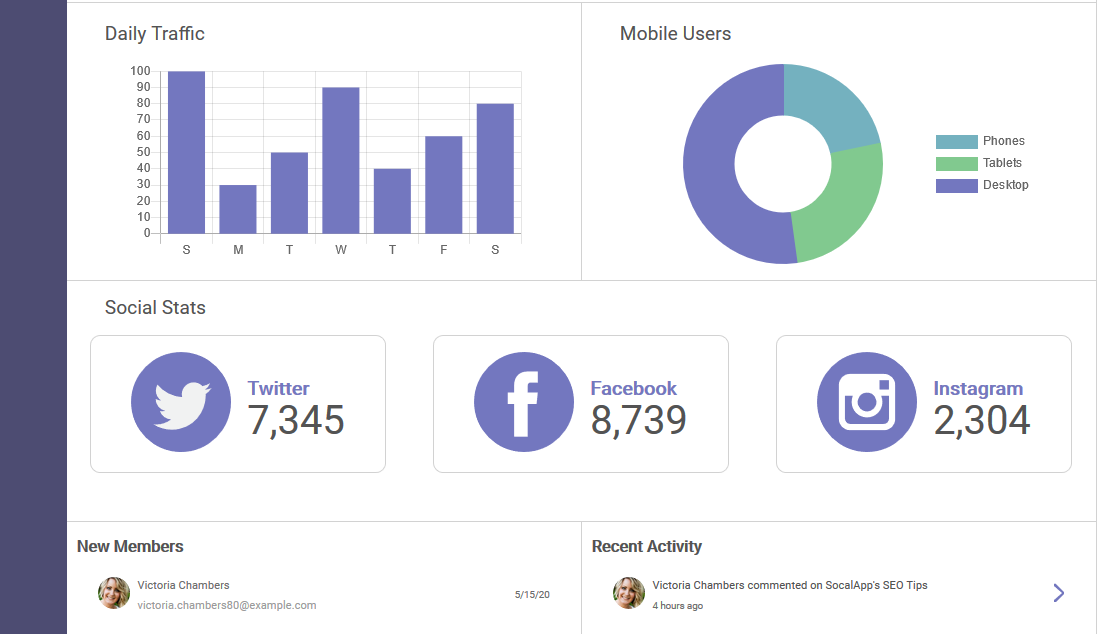 Daily Traffic
100
90
80
70
60
50
40
30
20
10
0
S M T W T F S
Mobile Users
Phones
Tablets
Desktop
Social Stats
Twitter
7,345
Facebook
8,739
Instagram
2,304
New Members
Victoria Chambers
victoria.chambers80@example.com
5/15/20
Recent Activity
Victoria Chambers commented on SocalApp's SEO Tips
4 hours ago